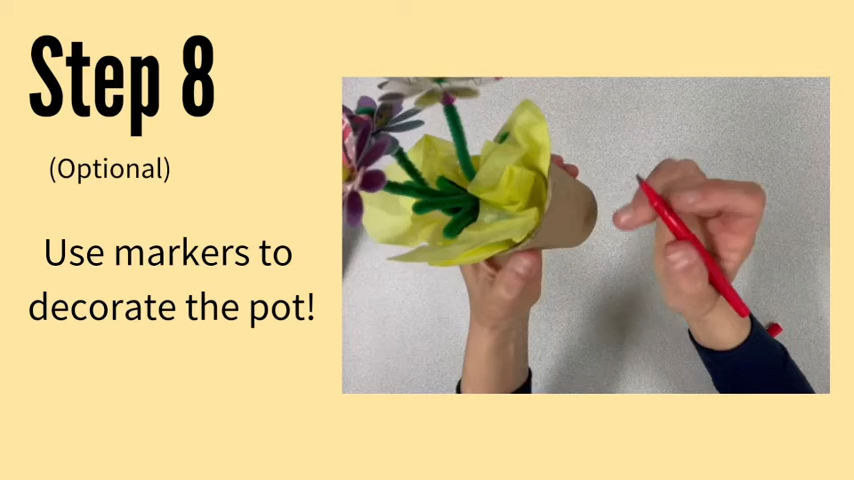 Step 8
(Optional)
Use markers to
decorate the pot!